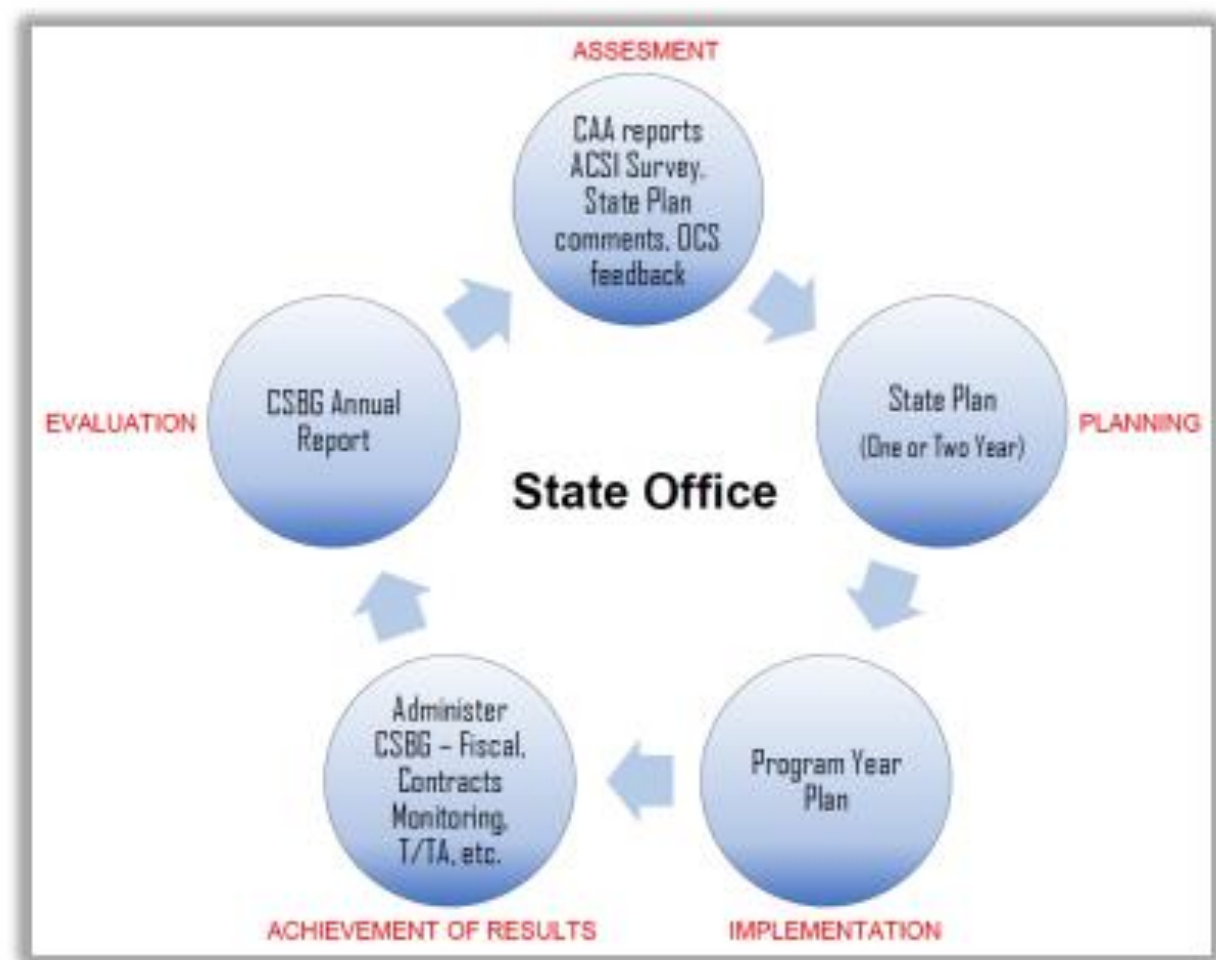 ASSESMENT
CAA reports
ACSI Survey,
State Plan
comments, OCS
feedback
State Plan
(One or Two Year)
PLANNING
Program Year
Plan
IMPLEMENTATION
Administer
CSBG – Fiscal,
Contracts
Monitoring,
T/TA, etc.
ACHIEVEMENT OF RESULTS
CSBG Annual
Report
EVALUATION
State Office